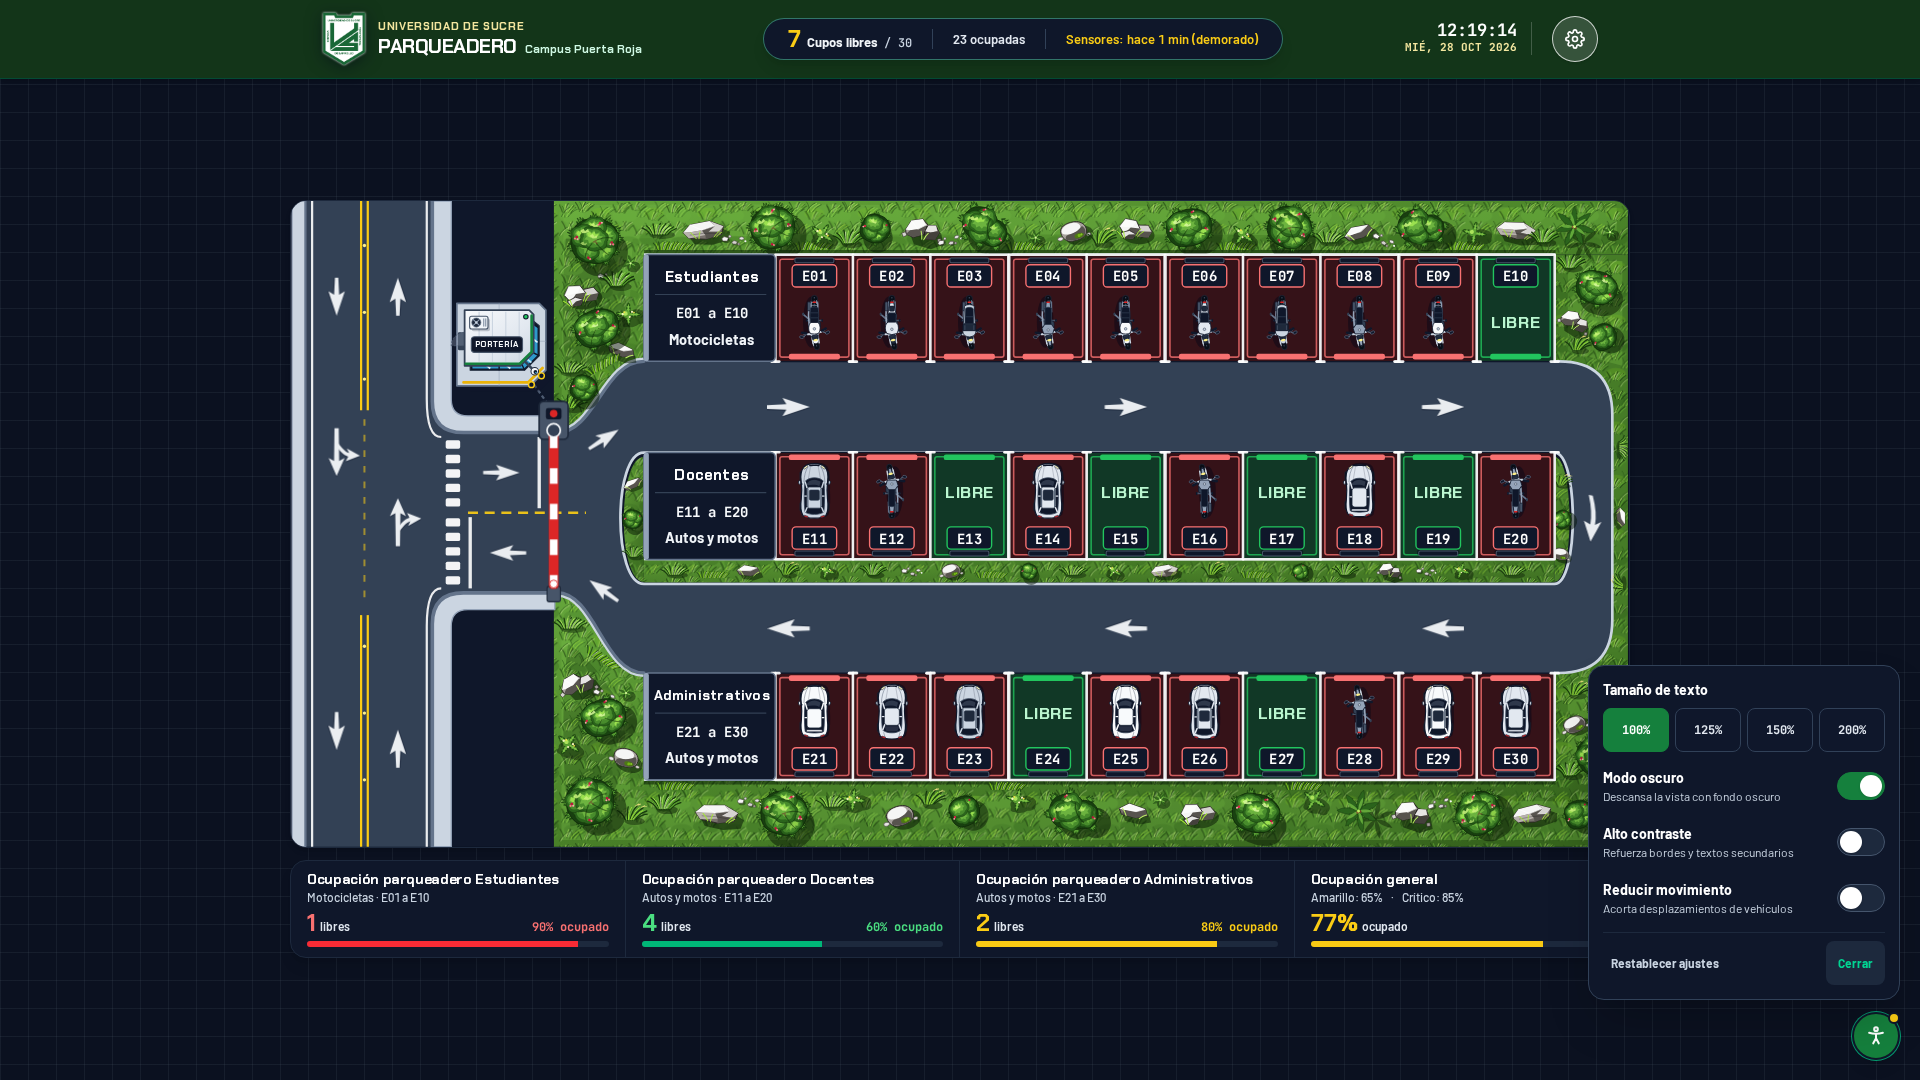 UNIVERSIDAD DE SUCRE
PARQUEADERO Campus Puerta Roja
7 Cupos libres / 30
23 ocupadas
Sensores: hace 1 min (demorado)
12:19:14
MIÉ, 28 OCT 2026
PORTERÍA
Estudiantes
E01 a E10
Motocicletas
E01 E02 E03 E04 E05 E06 E07 E08 E09 E10
LIBRE
Docentes
E11 a E20
Autos y motos
LIBRE LIBRE LIBRE LIBRE
E11 E12 E13 E14 E15 E16 E17 E18 E19 E20
Administrativos
E21 a E30
Autos y motos
LIBRE LIBRE
E21 E22 E23 E24 E25 E26 E27 E28 E29 E30
Ocupación parqueadero Estudiantes
Motocicletas · E01 a E10
1 libres
90% ocupado
Ocupación parqueadero Docentes
Autos y motos · E11 a E20
4 libres
60% ocupado
Ocupación parqueadero Administrativos
Autos y motos · E21 a E30
2 libres
80% ocupado
Ocupación general
Amarillo: 65% · Crítico: 85%
77% ocupado
Tamaño de texto
100% 125% 150% 200%
Modo oscuro
Descansa la vista con fondo oscuro
Alto contraste
Refuerza bordes y textos secundarios
Reducir movimiento
Acorta desplazamientos de vehículos
Restablecer ajustes
Cerrar